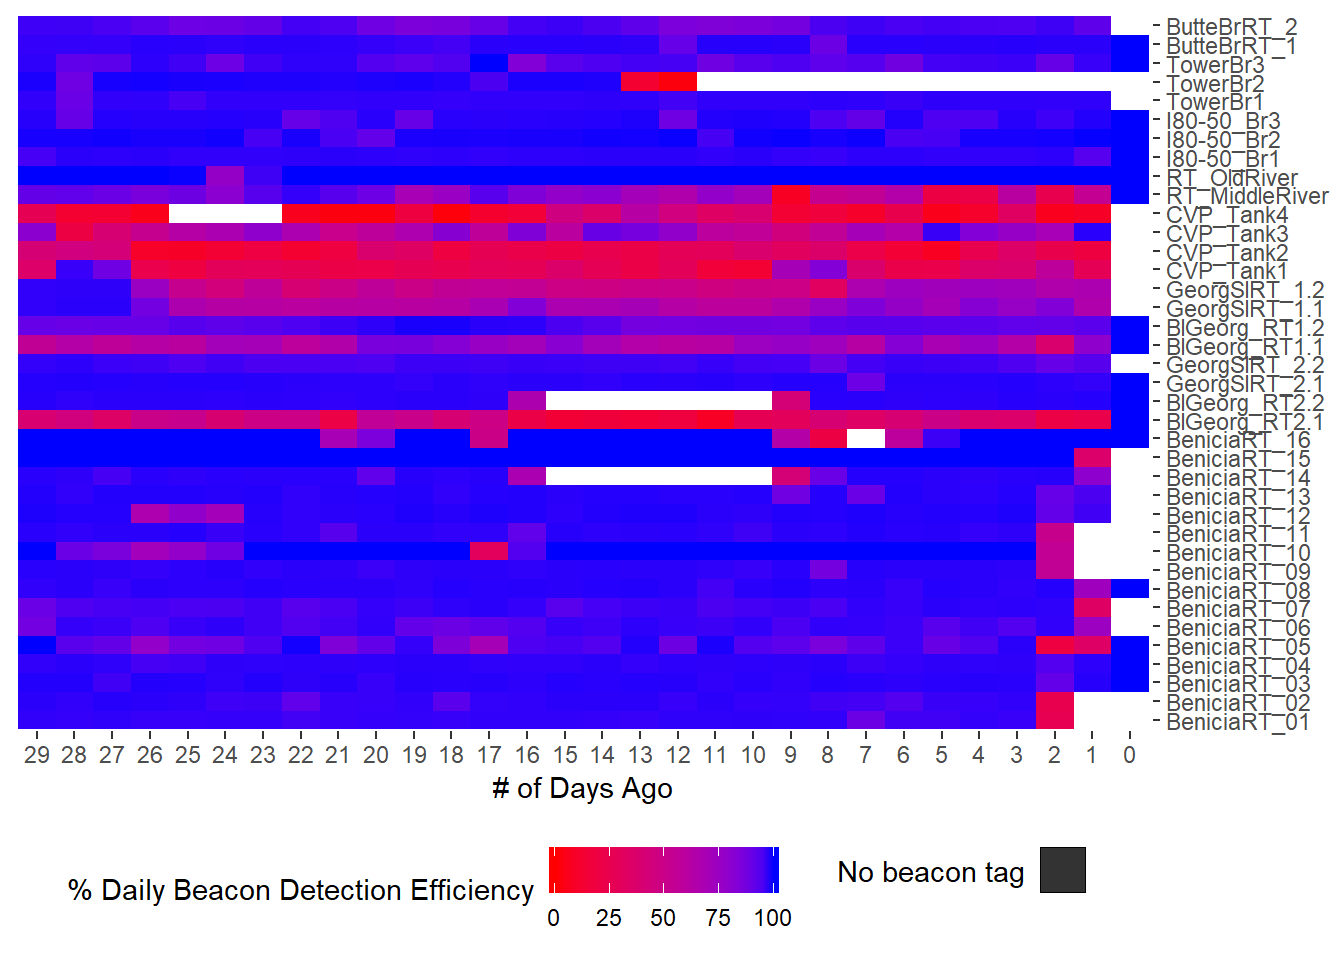 ButteBrRT_2
ButteBrRT_1
TowerBr3
TowerBr2
TowerBr1
I80-50_Br3
I80-50_Br2
I80-50_Br1
RT_OldRiver
RT_MiddleRiver
CVP_Tank4
CVP_Tank3
CVP_Tank2
CVP_Tank1
GeorgSlRT_1.2
GeorgSlRT_1.1
BlGeorg_RT1.2
BlGeorg_RT1.1
GeorgSlRT_2.2
GeorgSlRT_2.1
BlGeorg_RT2.2
BlGeorg_RT2.1
BeniciaRT_16
BeniciaRT_15
BeniciaRT_14
BeniciaRT_13
BeniciaRT_12
BeniciaRT_11
BeniciaRT_10
BeniciaRT_09
BeniciaRT_08
BeniciaRT_07
BeniciaRT_06
BeniciaRT_05
BeniciaRT_04
BeniciaRT_03
BeniciaRT_02
BeniciaRT_01
29 28 27 26 25 24 23 22 21 20 19 18 17 16 15 14 13 12 11 10 9 8 7 6 5 4 3 2 1 0
# of Days Ago
% Daily Beacon Detection Efficiency
0 25 50 75 100
No beacon tag